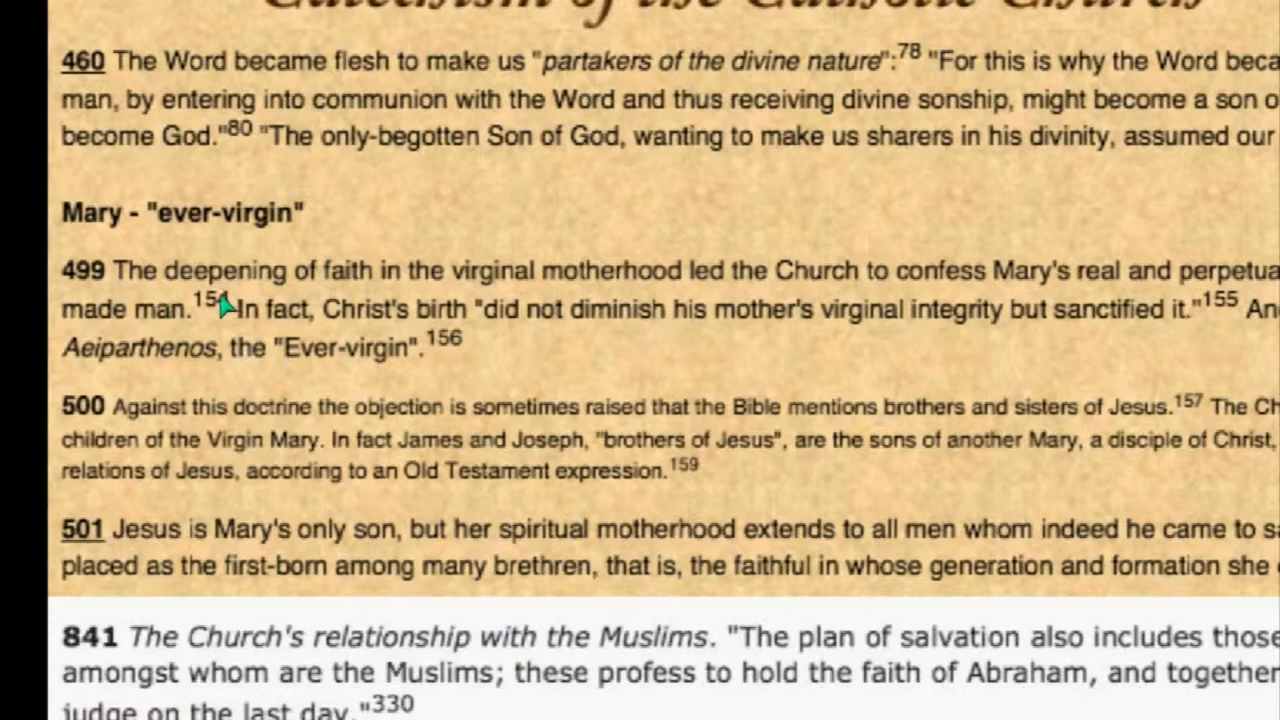 Catechism of the Catholic Church
460 The Word became flesh to make us "partakers of the divine nature":78 "For this is why the Word beca
man, by entering into communion with the Word and thus receiving divine sonship, might become a son o
become God."80 "The only-begotten Son of God, wanting to make us sharers in his divinity, assumed our
Mary - "ever-virgin"
499 The deepening of faith in the virginal motherhood led the Church to confess Mary's real and perpetua
made man.154 In fact, Christ's birth "did not diminish his mother's virginal integrity but sanctified it."155 An
Aeiparthenos, the "Ever-virgin".156
500 Against this doctrine the objection is sometimes raised that the Bible mentions brothers and sisters of Jesus.157 The Ch
children of the Virgin Mary. In fact James and Joseph, "brothers of Jesus", are the sons of another Mary, a disciple of Christ,
relations of Jesus, according to an Old Testament expression.159
501 Jesus is Mary's only son, but her spiritual motherhood extends to all men whom indeed he came to sa
placed as the first-born among many brethren, that is, the faithful in whose generation and formation she
841 The Church's relationship with the Muslims. "The plan of salvation also includes those
amongst whom are the Muslims; these profess to hold the faith of Abraham, and together
judge on the last day."330